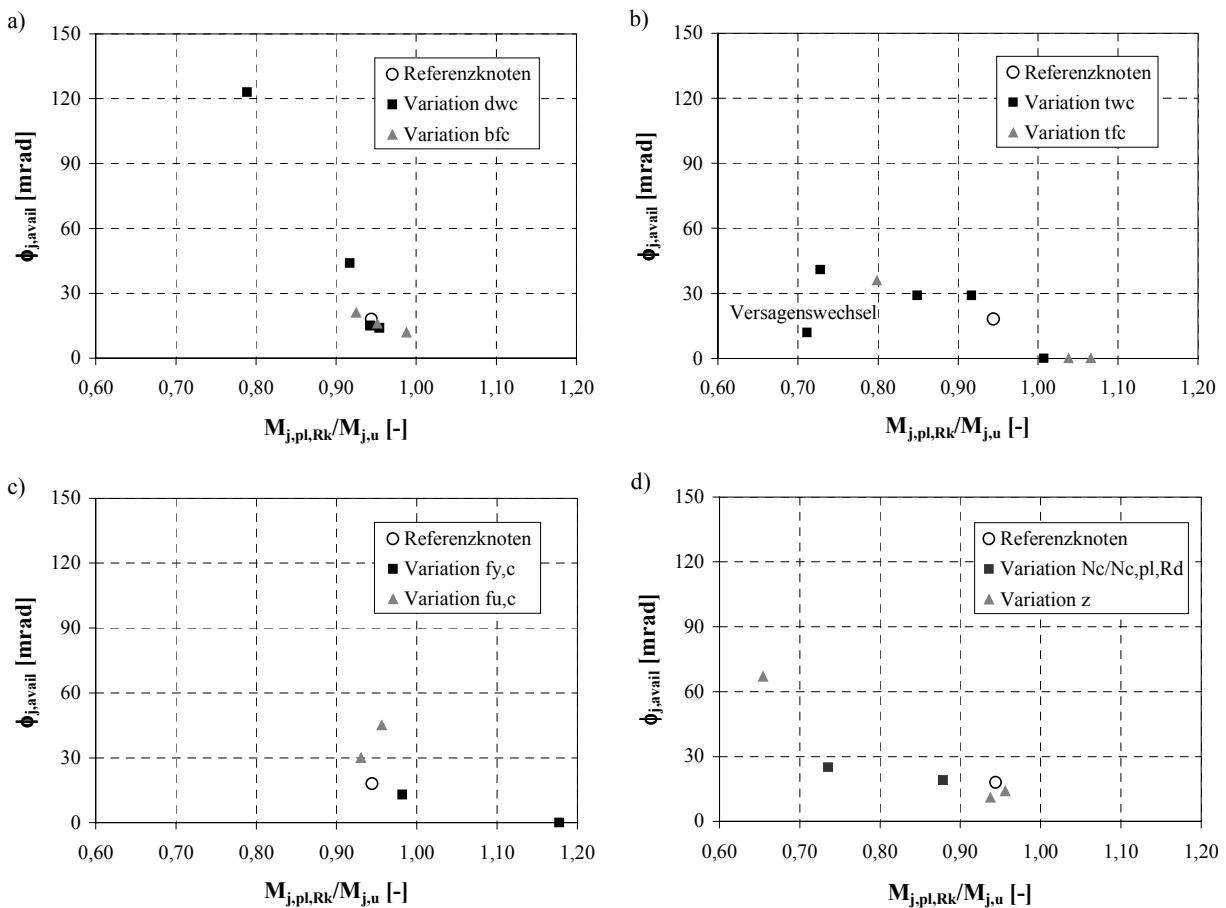 a)
150
120
90
60
30
0
0,60 0,70 0,80 0,90 1,00 1,10 1,20
ϕj,avail [mrad]
Mj,pl,Rk/Mj,u [-]
Referenzknoten
Variation dwc
Variation bfc
b)
150
120
90
60
30
0
0,60 0,70 0,80 0,90 1,00 1,10 1,20
ϕj,avail [mrad]
Mj,pl,Rk/Mj,u [-]
Referenzknoten
Variation twc
Variation tfc
Versagenswechsel
c)
150
120
90
60
30
0
0,60 0,70 0,80 0,90 1,00 1,10 1,20
ϕj,avail [mrad]
Mj,pl,Rk/Mj,u [-]
Referenzknoten
Variation fy,c
Variation fu,c
d)
150
120
90
60
30
0
0,60 0,70 0,80 0,90 1,00 1,10 1,20
ϕj,avail [mrad]
Mj,pl,Rk/Mj,u [-]
Referenzknoten
Variation Nc/Nc,pl,Rd
Variation z